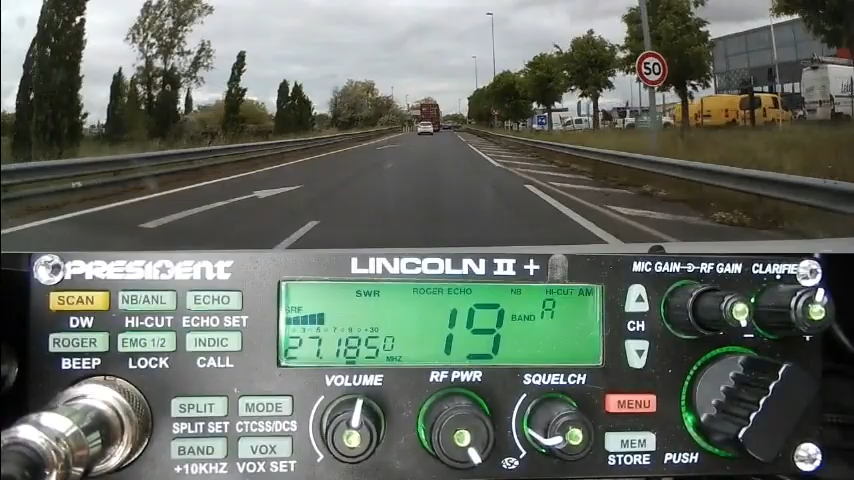 50
PRESIDENT
LINCOLN II +
MIC GAIN RF GAIN CLARIFIER
SCAN NB/ANL ECHO
DW HI-CUT ECHO SET
ROGER EMG 1/2 INDIC
BEEP LOCK CALL
SWR ROGER ECHO NB HI-CUT AM
SRF
1 3 5 7 9 +30
27.1850 MHZ
19
BAND A
CH
- +
VOLUME RF PWR SQUELCH
SPLIT MODE
SPLIT SET CTCSS/DCS
BAND VOX
+10KHZ VOX SET
MENU
MEM
STORE PUSH